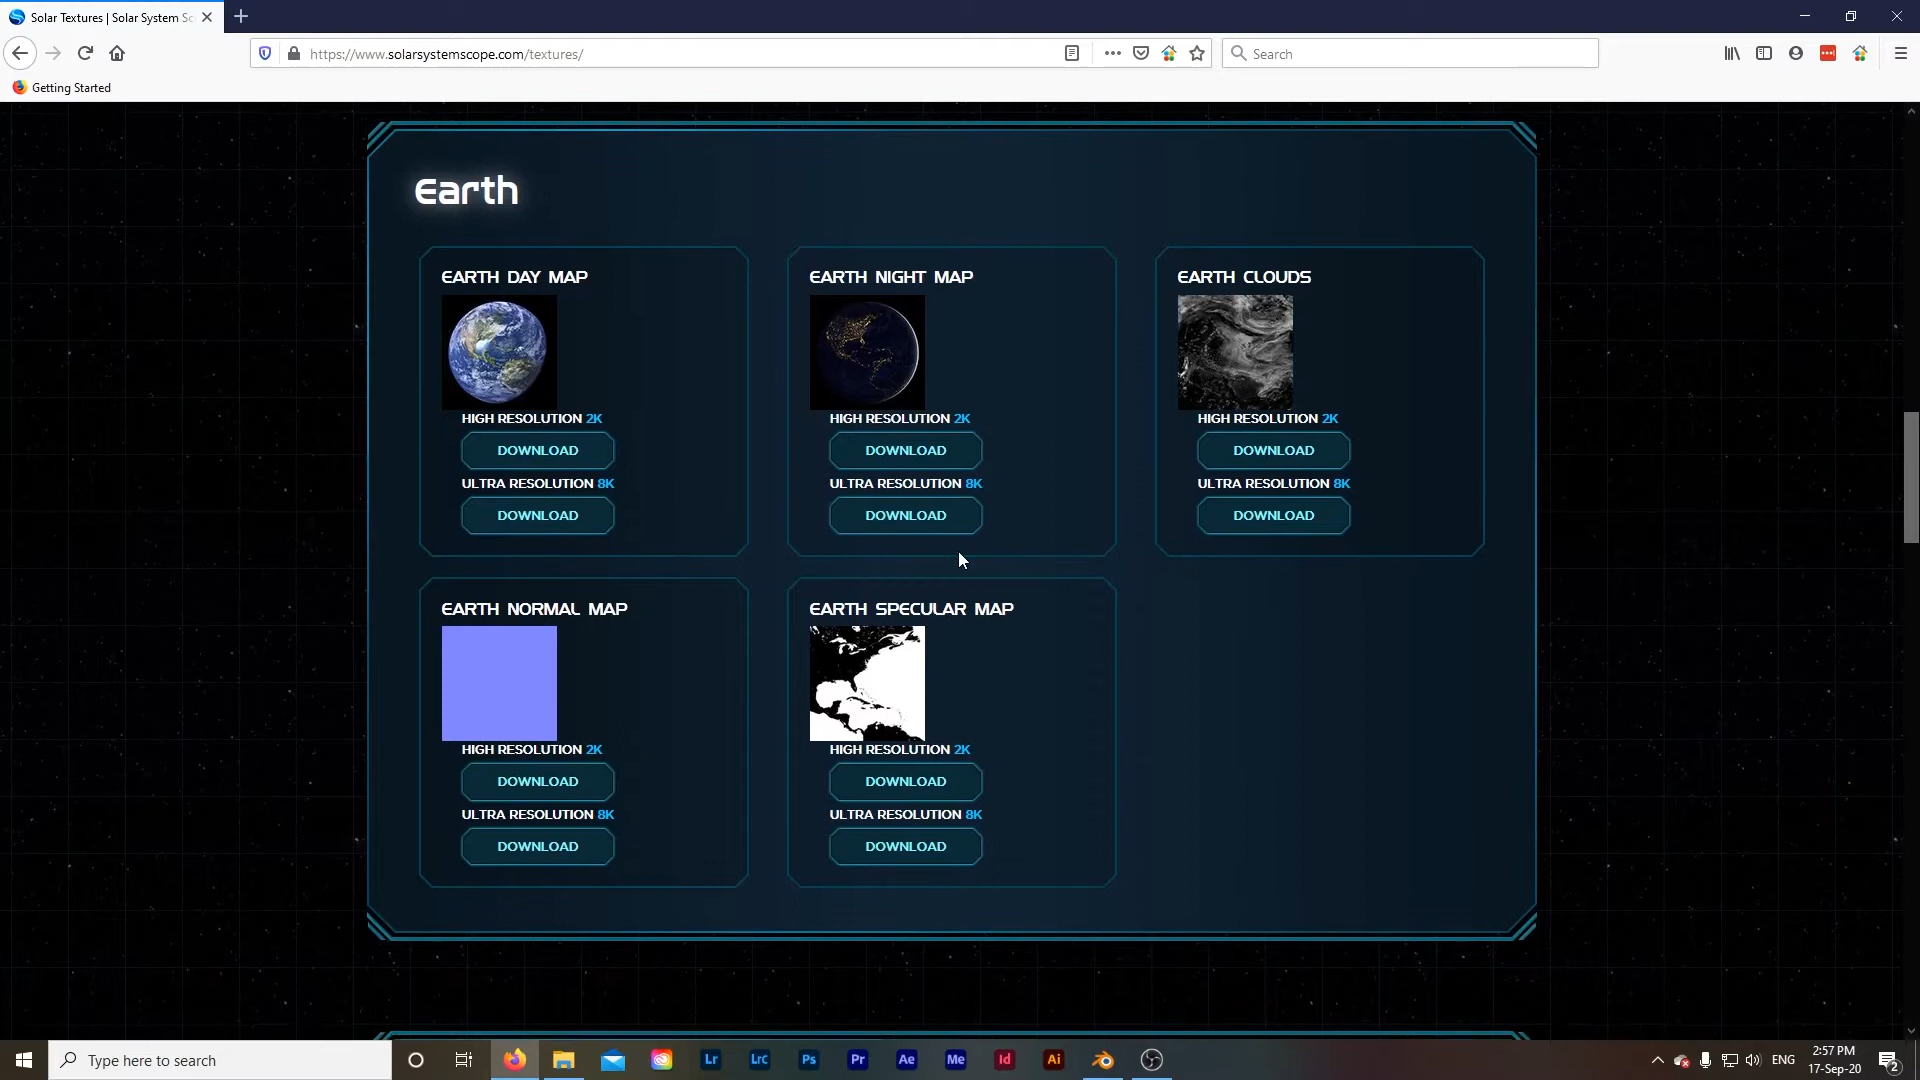 Solar Textures | Solar System Sc
https://www.solarsystemscope.com/textures/
Search
Getting Started
Earth
EARTH DAY MAP
HIGH RESOLUTION 2K
DOWNLOAD
ULTRA RESOLUTION 8K
DOWNLOAD
EARTH NIGHT MAP
HIGH RESOLUTION 2K
DOWNLOAD
ULTRA RESOLUTION 8K
DOWNLOAD
EARTH CLOUDS
HIGH RESOLUTION 2K
DOWNLOAD
ULTRA RESOLUTION 8K
DOWNLOAD
EARTH NORMAL MAP
HIGH RESOLUTION 2K
DOWNLOAD
ULTRA RESOLUTION 8K
DOWNLOAD
EARTH SPECULAR MAP
HIGH RESOLUTION 2K
DOWNLOAD
ULTRA RESOLUTION 8K
DOWNLOAD
Type here to search
Lr
LrC
Ps
Pr
Ae
Me
Id
Ai
ENG
2:57 PM
17-Sep-20
2